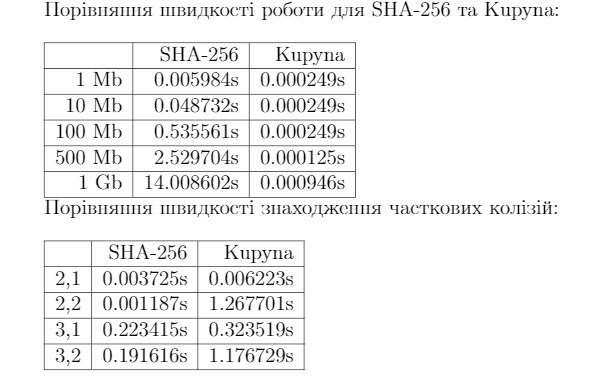 Порівняння швидкості роботи для SHA-256 та Kupyna:
SHA-256 Kupyna
1 Mb 0.005984s 0.000249s
10 Mb 0.048732s 0.000249s
100 Mb 0.535561s 0.000249s
500 Mb 2.529704s 0.000125s
1 Gb 14.008602s 0.000946s
Порівняння швидкості знаходження часткових колізій:
SHA-256 Kupyna
2,1 0.003725s 0.006223s
2,2 0.001187s 1.267701s
3,1 0.223415s 0.323519s
3,2 0.191616s 1.176729s